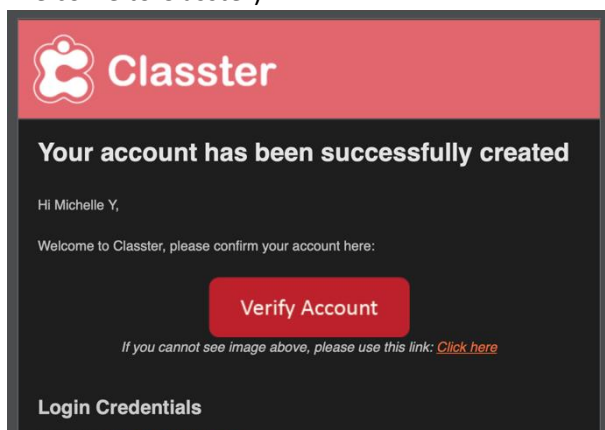 Classter
Your account has been successfully created
Hi Michelle Y,
Welcome to Classter, please confirm your account here:
Verify Account
If you cannot see image above, please use this link: Click here
Login Credentials